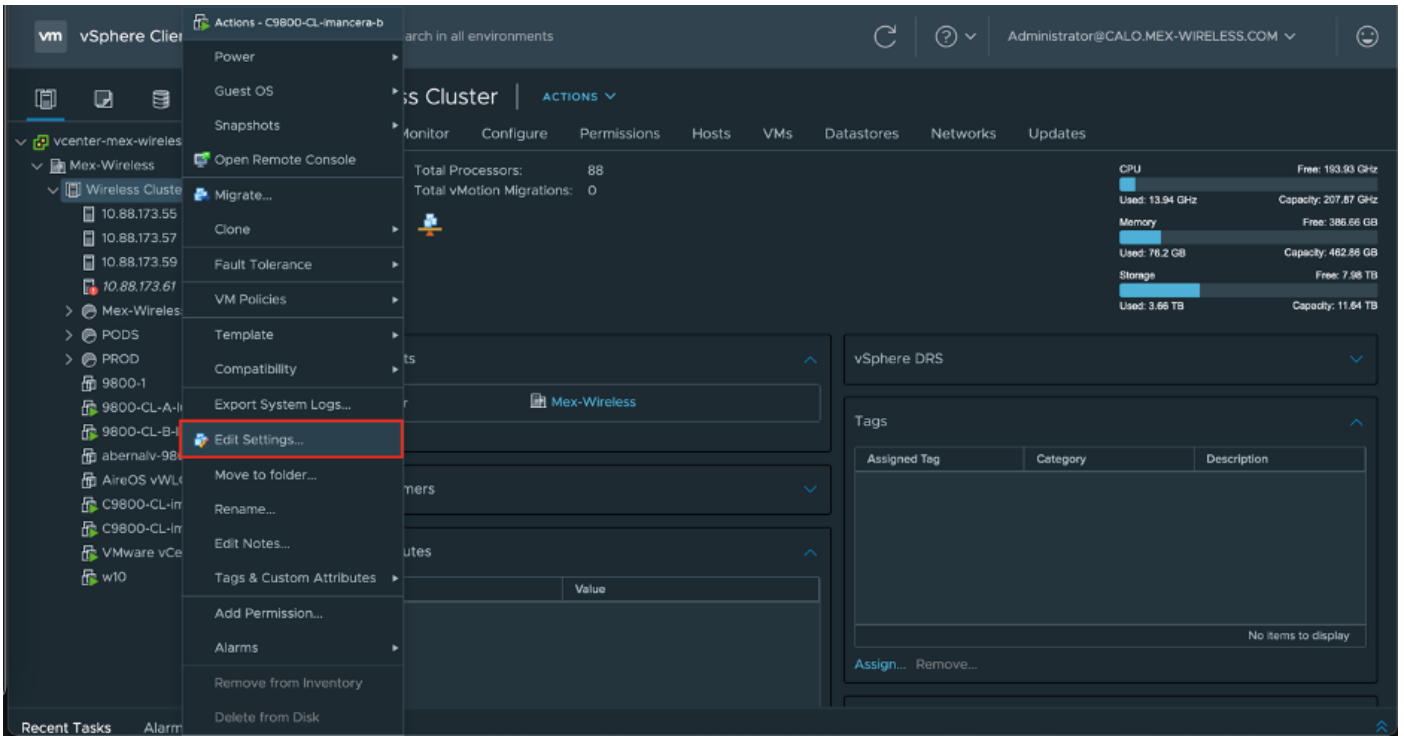 vm vSphere Clier
arch in all environments
Administrator@CALO.MEX-WIRELESS.COM
Actions - C9800-CL-imancera-b
Power
Guest OS
Snapshots
Open Remote Console
Migrate...
Clone
Fault Tolerance
VM Policies
Template
Compatibility
Export System Logs...
Edit Settings...
Move to folder...
Rename...
Edit Notes...
Tags & Custom Attributes
Add Permission...
Alarms
Remove from Inventory
Delete from Disk
vcenter-mex-wireles
Mex-Wireless
Wireless Cluste
10.88.173.55
10.88.173.57
10.88.173.59
10.88.173.61
Mex-Wireles
PODS
PROD
9800-1
9800-CL-A-I
9800-CL-B-I
abernalv-98
AireOS vWL
C9800-CL-im
C9800-CL-im
VMware vCe
w10
ss Cluster | ACTIONS
Monitor Configure Permissions Hosts VMs Datastores Networks Updates
Total Processors: 88
Total vMotion Migrations: 0
CPU Free: 193.93 GHz
Used: 13.94 GHz Capacity: 207.87 GHz
Memory Free: 386.66 GB
Used: 76.2 GB Capacity: 462.86 GB
Storage Free: 7.98 TB
Used: 3.66 TB Capacity: 11.64 TB
ts
r Mex-Wireless
mers
utes
Value
vSphere DRS
Tags
Assigned Tag Category Description
No items to display
Assign... Remove...
Recent Tasks Alarm